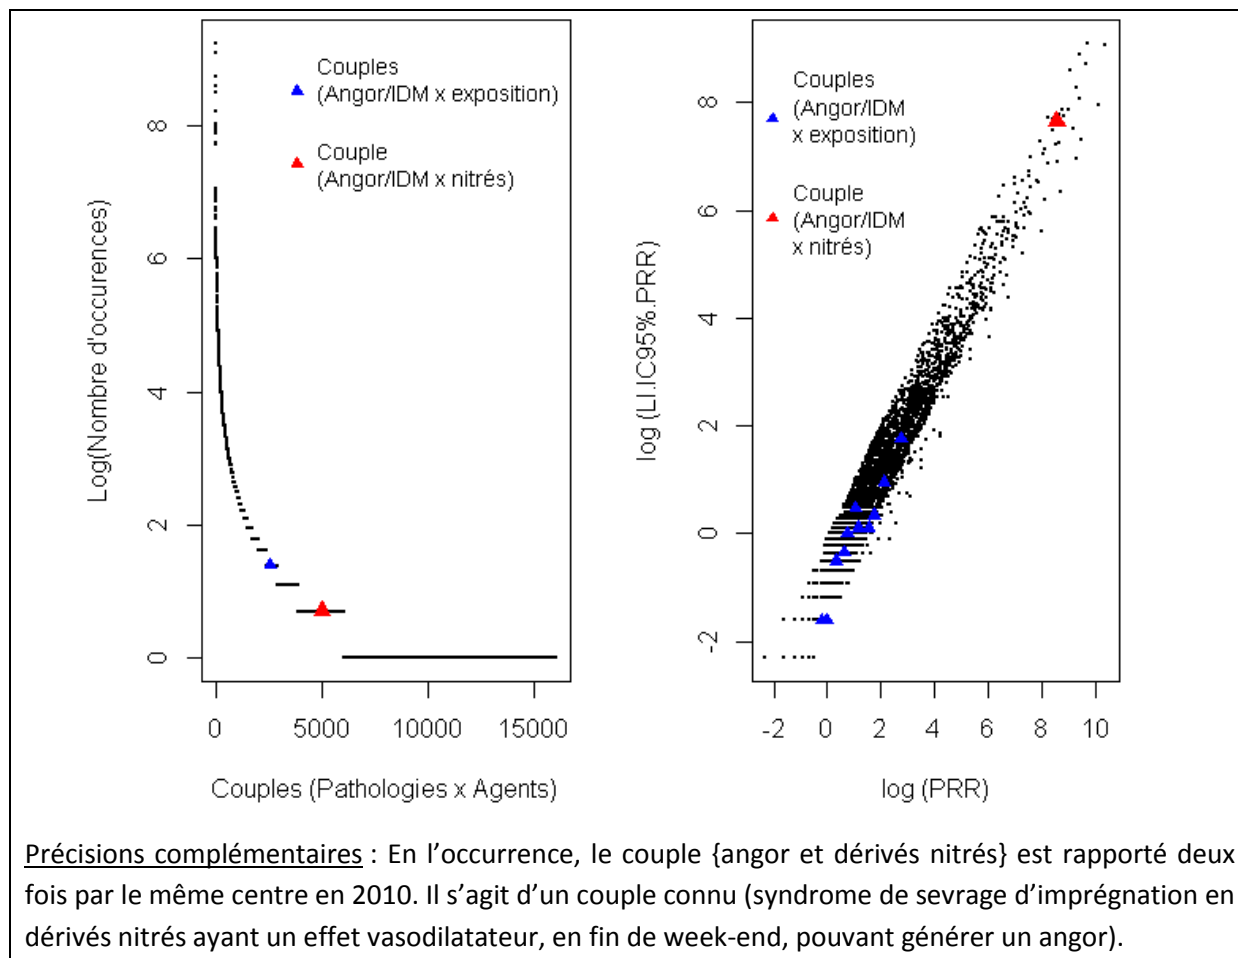 Couples
(Angor/IDM x exposition)
Couple
(Angor/IDM x nitrés)
Log(Nombre d'occurences)
0
2
4
6
8
0
5000
10000
15000
Couples (Pathologies x Agents)
Couples
(Angor/IDM
x exposition)
Couple
(Angor/IDM
x nitrés)
log (LI.IC95%.PRR)
-2
0
2
4
6
8
-2
0
2
4
6
8
10
log (PRR)
Précisions complémentaires : En l’occurrence, le couple {angor et dérivés nitrés} est rapporté deux
fois par le même centre en 2010. Il s’agit d’un couple connu (syndrome de sevrage d’imprégnation en
dérivés nitrés ayant un effet vasodilatateur, en fin de week-end, pouvant générer un angor).